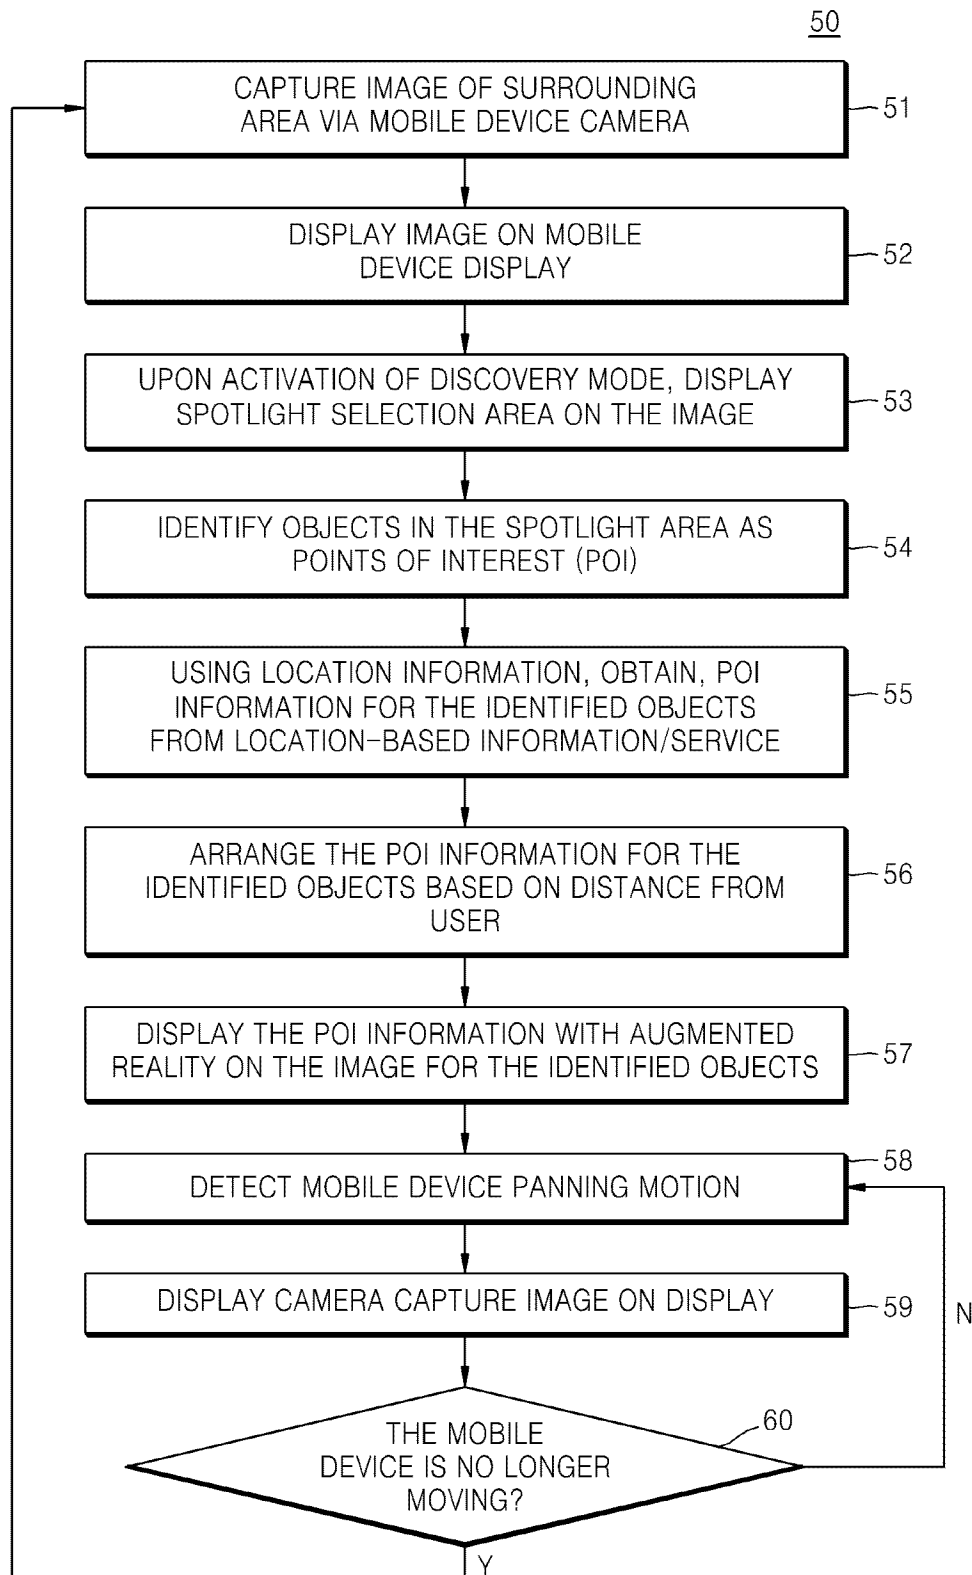 50
CAPTURE IMAGE OF SURROUNDING
AREA VIA MOBILE DEVICE CAMERA
51
DISPLAY IMAGE ON MOBILE
DEVICE DISPLAY
52
UPON ACTIVATION OF DISCOVERY MODE, DISPLAY
SPOTLIGHT SELECTION AREA ON THE IMAGE
53
IDENTIFY OBJECTS IN THE SPOTLIGHT AREA AS
POINTS OF INTEREST (POI)
54
USING LOCATION INFORMATION, OBTAIN, POI
INFORMATION FOR THE IDENTIFIED OBJECTS
FROM LOCATION-BASED INFORMATION/SERVICE
55
ARRANGE THE POI INFORMATION FOR THE
IDENTIFIED OBJECTS BASED ON DISTANCE FROM
USER
56
DISPLAY THE POI INFORMATION WITH AUGMENTED
REALITY ON THE IMAGE FOR THE IDENTIFIED OBJECTS
57
DETECT MOBILE DEVICE PANNING MOTION
58
DISPLAY CAMERA CAPTURE IMAGE ON DISPLAY
59
N
THE MOBILE
DEVICE IS NO LONGER
MOVING?
60
Y